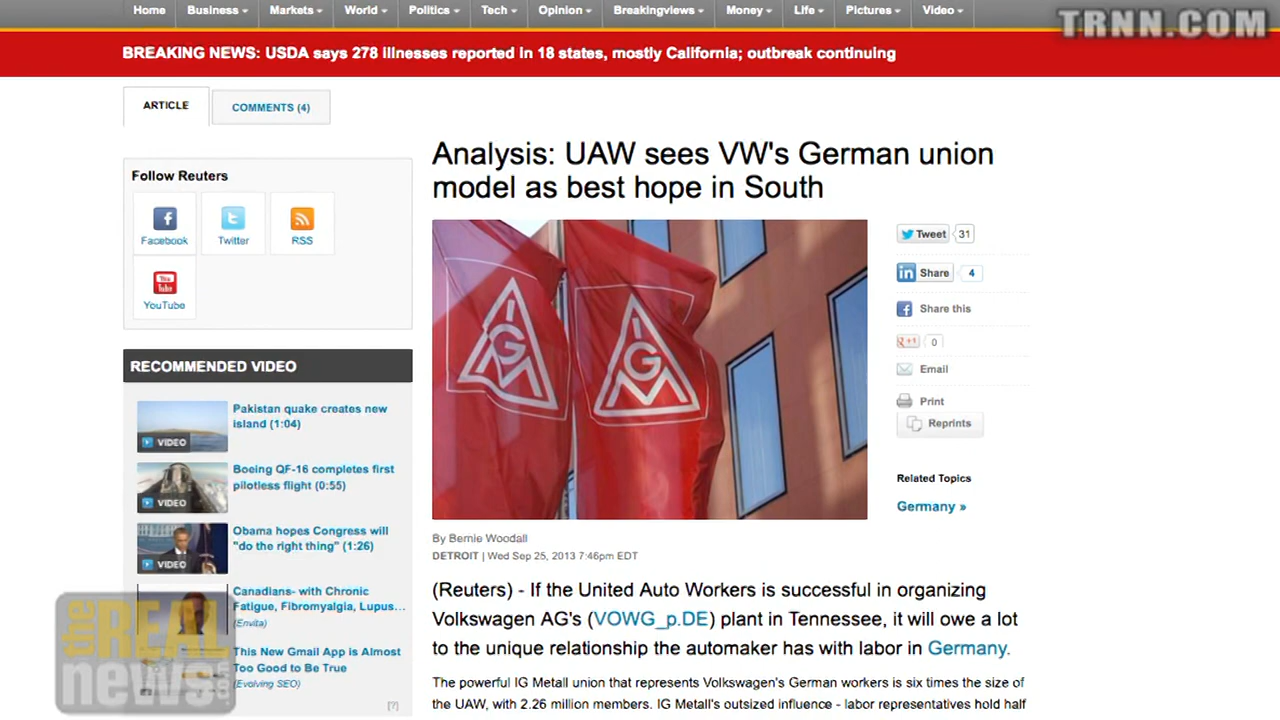 Home Business Markets World Politics Tech Opinion Breakingviews Money Life Pictures Video
TRNN.COM
BREAKING NEWS: USDA says 278 illnesses reported in 18 states, mostly California; outbreak continuing
ARTICLE
COMMENTS (4)
Follow Reuters
Facebook
Twitter
RSS
You Tube
YouTube
RECOMMENDED VIDEO
VIDEO
Pakistan quake creates new
island (1:04)
VIDEO
Boeing QF-16 completes first
pilotless flight (0:55)
VIDEO
Obama hopes Congress will
"do the right thing" (1:26)
Canadians- with Chronic
Fatigue, Fibromyalgia, Lupus...
(Envita)
This New Gmail App is Almost
Too Good to Be True
(Evolving SEO)
[?]
the REAL
news
Analysis: UAW sees VW's German union
model as best hope in South
IGM
IGM
By Bernie Woodall
DETROIT | Wed Sep 25, 2013 7:46pm EDT
(Reuters) - If the United Auto Workers is successful in organizing
Volkswagen AG's (VOWG_p.DE) plant in Tennessee, it will owe a lot
to the unique relationship the automaker has with labor in Germany.
The powerful IG Metall union that represents Volkswagen's German workers is six times the size of
the UAW, with 2.26 million members. IG Metall's outsized influence - labor representatives hold half
Tweet 31
in Share 4
Share this
g +1 0
Email
Print
Reprints
Related Topics
Germany »